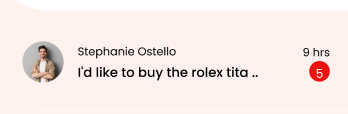 Stephanie Ostello 9 hrs
I'd like to buy the rolex tita .. 5